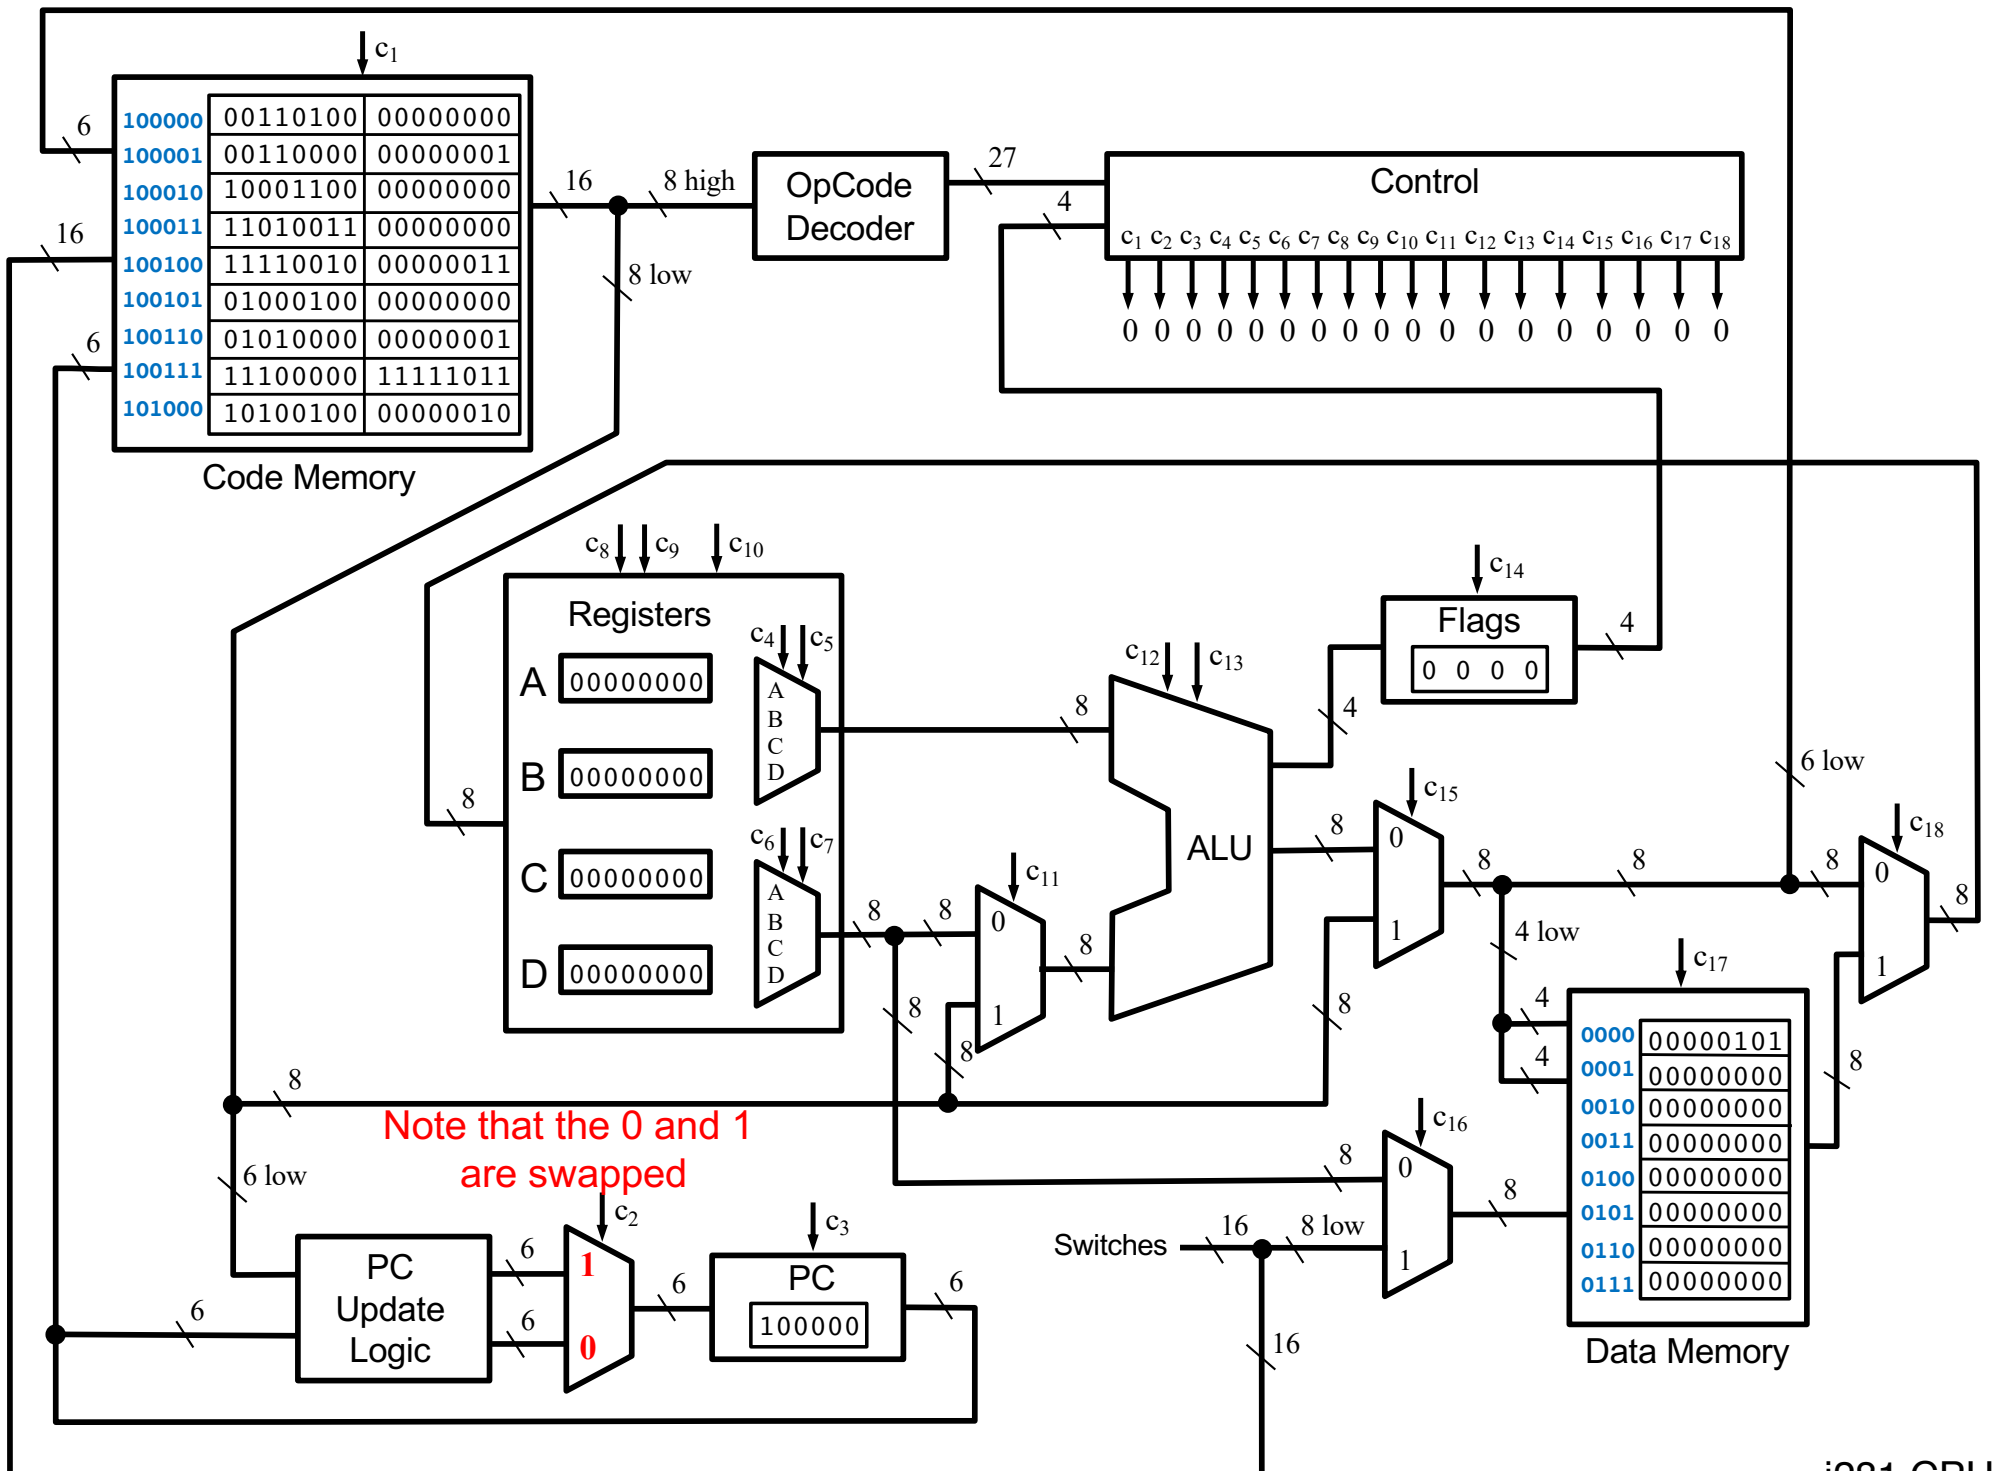 c1
100000 00110100 00000000
100001 00110000 00000001
100010 10001100 00000000
100011 11010011 00000000
100100 11110010 00000011
100101 01000100 00000000
100110 01010000 00000001
100111 11100000 11111011
101000 10100100 00000010
Code Memory
6
16
6
16
8 high
8 low
OpCode
Decoder
27
4
Control
c1 c2 c3 c4 c5 c6 c7 c8 c9 c10 c11 c12 c13 c14 c15 c16 c17 c18
0 0 0 0 0 0 0 0 0 0 0 0 0 0 0 0 0 0
c8 c9 c10
Registers
A 00000000
B 00000000
C 00000000
D 00000000
8
c4 c5
A
B
C
D
c6 c7
A
B
C
D
8
8
8
8
c11
0
1
8
8
c12 c13
ALU
c14
Flags
0 0 0 0
4
4
8
c15
0
1
8
8
8
6 low
8
4 low
4
4
c18
0
1
8
8
c17
0000 00000101
0001 00000000
0010 00000000
0011 00000000
0100 00000000
0101 00000000
0110 00000000
0111 00000000
Data Memory
8
Note that the 0 and 1
are swapped
6 low
PC
Update
Logic
6
6
6
c2
1
0
6
c3
PC
100000
6
8
c16
0
1
8
Switches
16
8 low
16